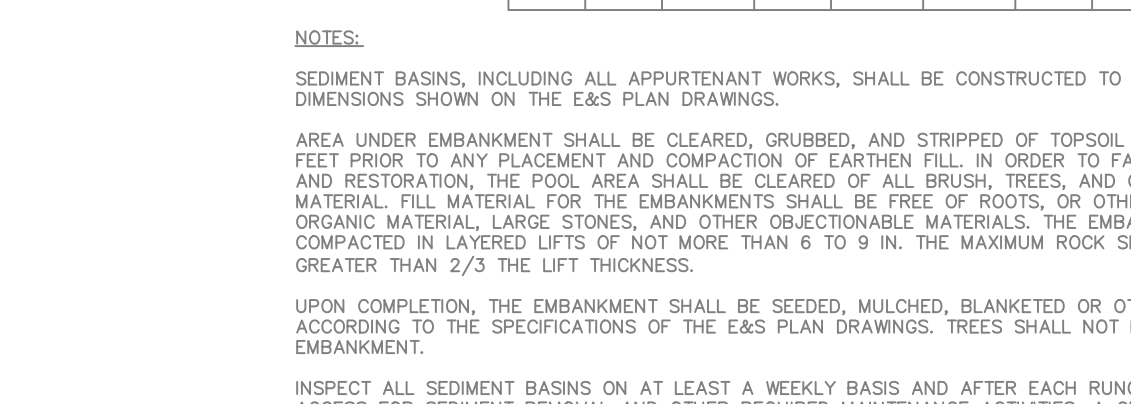 NOTES:
SEDIMENT BASINS, INCLUDING ALL APPURTENANT WORKS, SHALL BE CONSTRUCTED TO
DIMENSIONS SHOWN ON THE E&S PLAN DRAWINGS.
AREA UNDER EMBANKMENT SHALL BE CLEARED, GRUBBED, AND STRIPPED OF TOPSOIL
FEET PRIOR TO ANY PLACEMENT AND COMPACTION OF EARTHEN FILL. IN ORDER TO
AND RESTORATION, THE POOL AREA SHALL BE CLEARED OF ALL BRUSH, TREES, AND
MATERIAL. FILL MATERIAL FOR THE EMBANKMENTS SHALL BE FREE OF ROOTS, OR
ORGANIC MATERIAL, LARGE STONES, AND OTHER OBJECTIONABLE MATERIALS. THE
COMPACTED IN LAYERED LIFTS OF NOT MORE THAN 6 TO 9 IN. THE MAXIMUM ROCK
GREATER THAN 2/3 THE LIFT THICKNESS.
UPON COMPLETION, THE EMBANKMENT SHALL BE SEEDED, MULCHED, BLANKETED OR
ACCORDING TO THE SPECIFICATIONS OF THE E&S PLAN DRAWINGS. TREES SHALL NOT
EMBANKMENT.
INSPECT ALL SEDIMENT BASINS ON AT LEAST A WEEKLY BASIS AND AFTER EACH